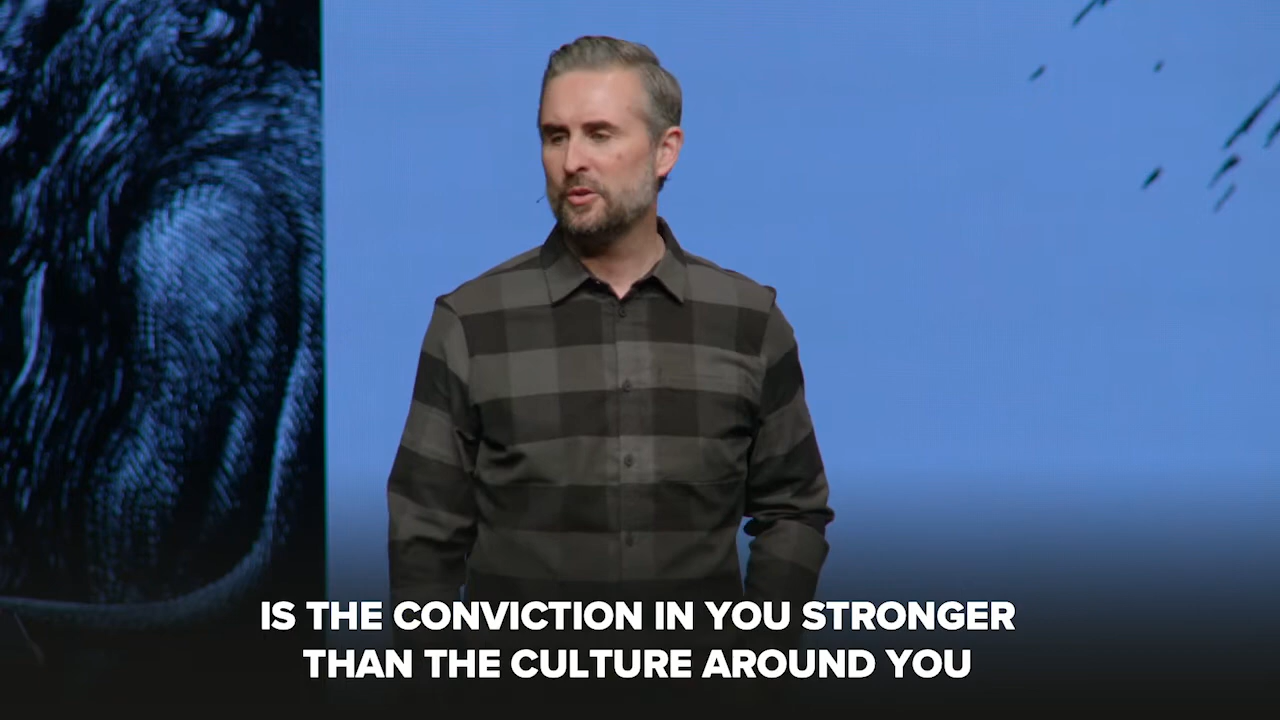 IS THE CONVICTION IN YOU STRONGER
THAN THE CULTURE AROUND YOU